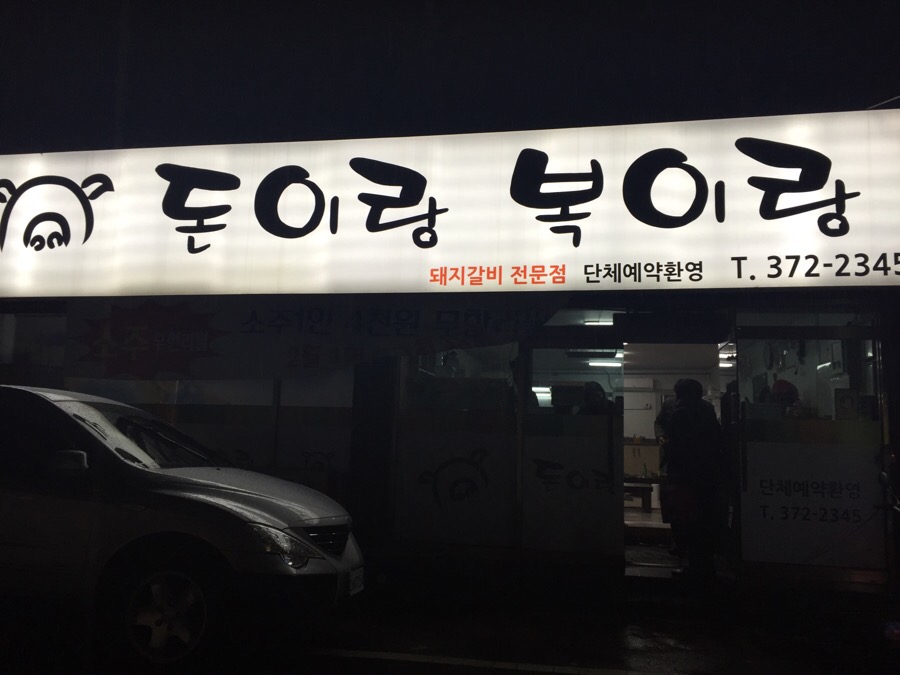 돈이랑 복이랑
돼지갈비 전문점 단체예약환영 T. 372-2345
돈이랑
단체예약환영
T. 372-2345